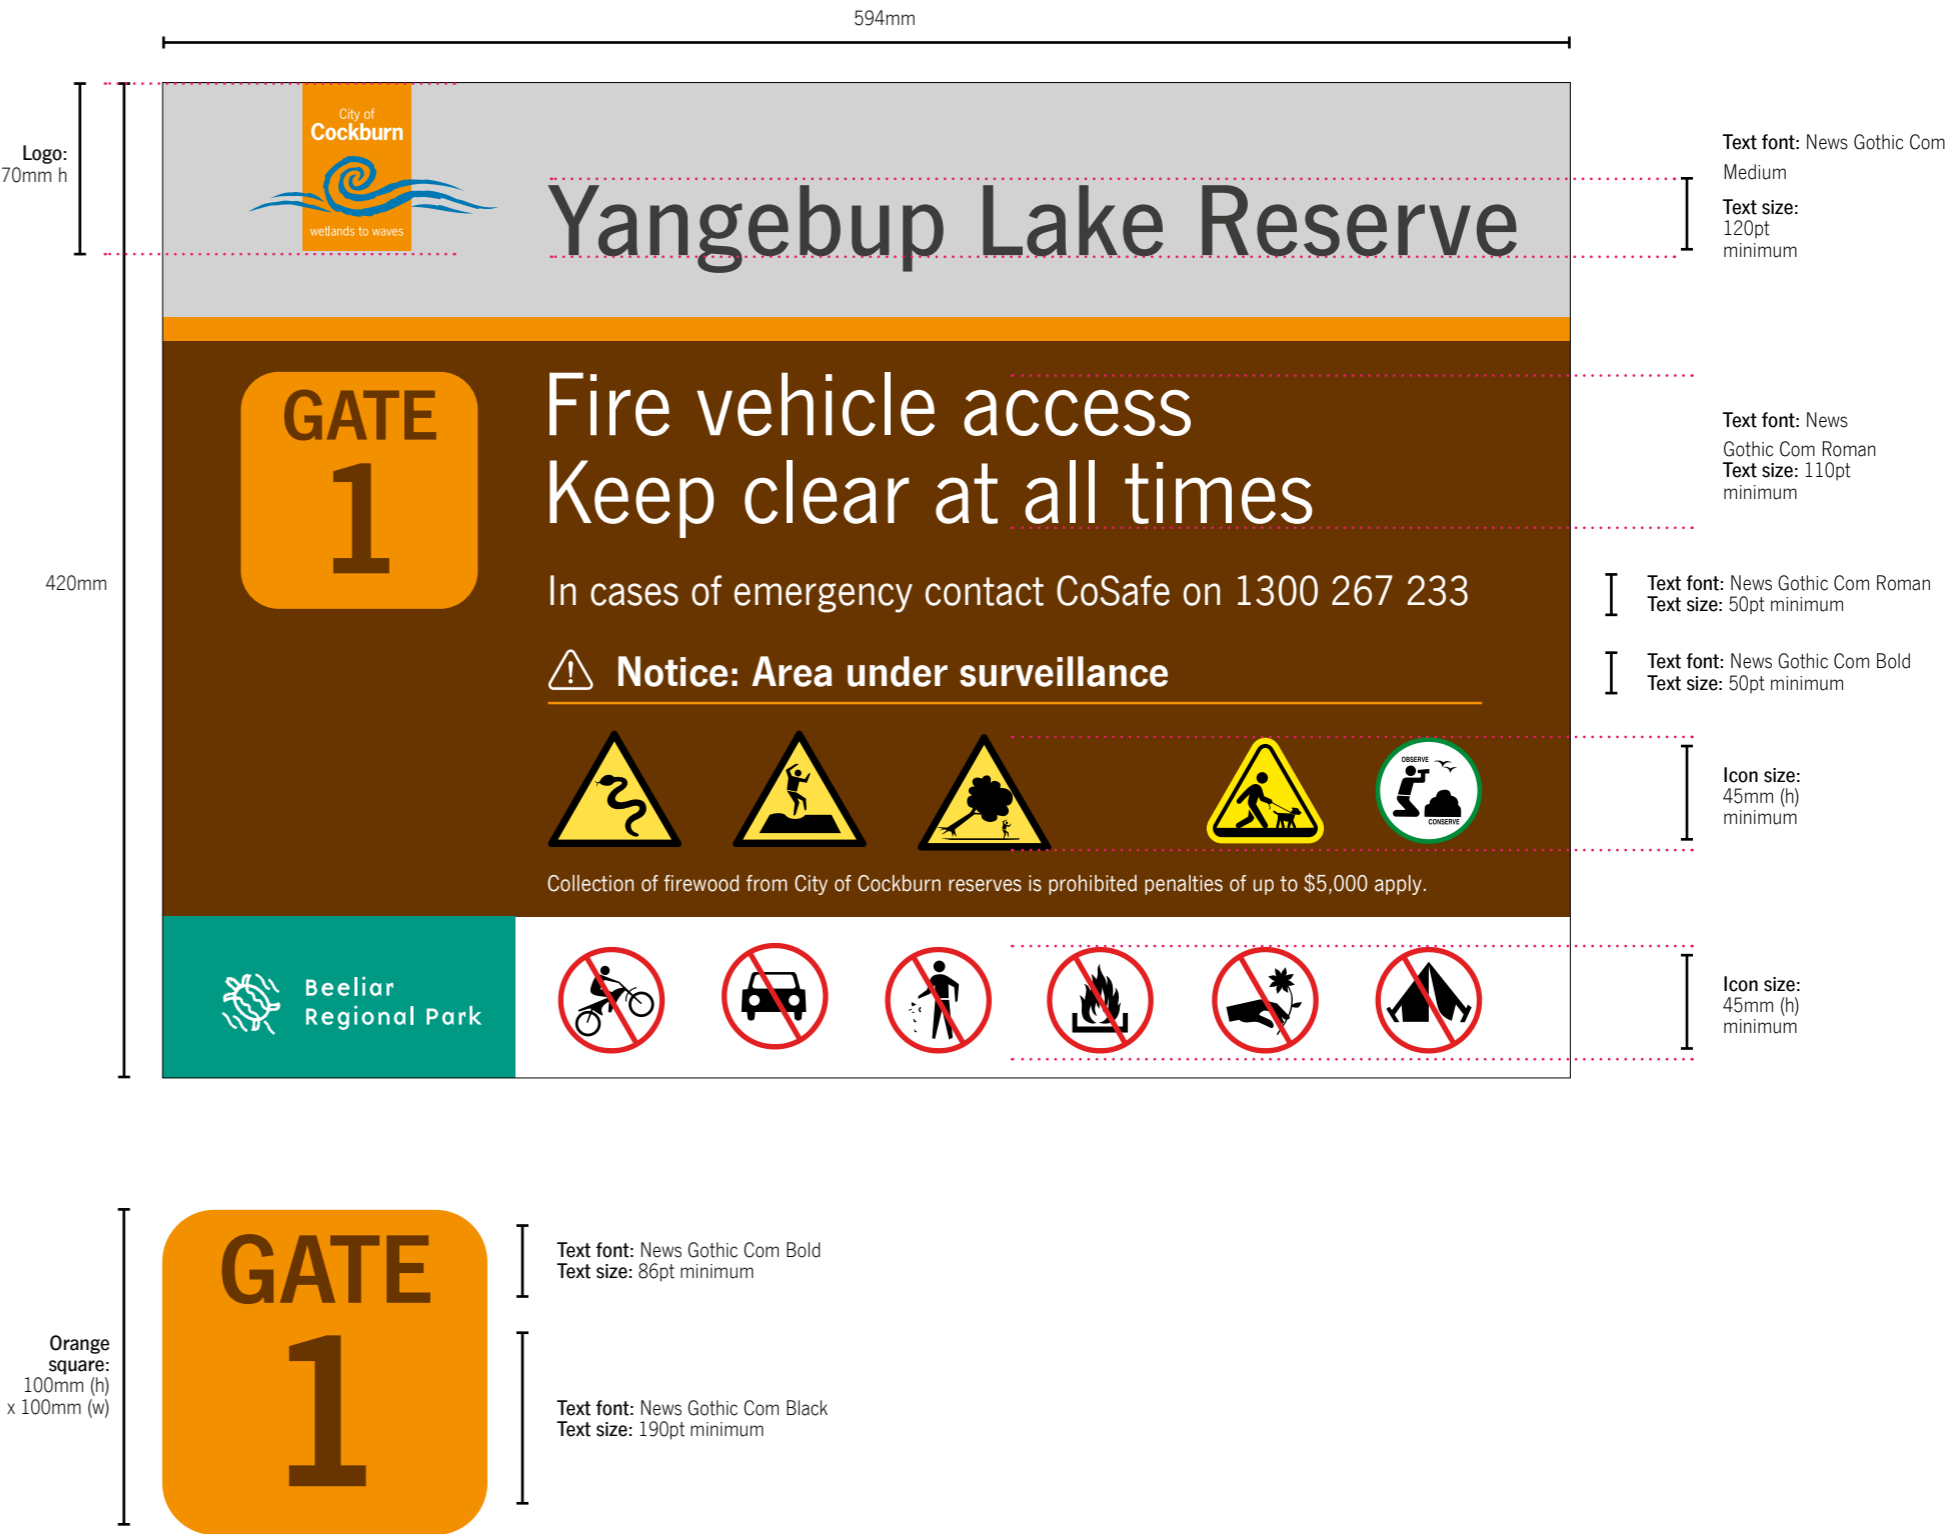 594mm
Logo:
70mm h
City of
Cockburn
wetlands to waves
Yangebup Lake Reserve
Text font: News Gothic Com
Medium
Text size:
120pt
minimum
420mm
GATE
1
Fire vehicle access
Keep clear at all times
Text font: News
Gothic Com Roman
Text size: 110pt
minimum
In cases of emergency contact CoSafe on 1300 267 233
Text font: News Gothic Com Roman
Text size: 50pt minimum
Notice: Area under surveillance
Text font: News Gothic Com Bold
Text size: 50pt minimum
OBSERVE
CONSERVE
Icon size:
45mm (h)
minimum
Collection of firewood from City of Cockburn reserves is prohibited penalties of up to $5,000 apply.
Beeliar
Regional Park
Icon size:
45mm (h)
minimum
Orange
square:
100mm (h)
x 100mm (w)
GATE
1
Text font: News Gothic Com Bold
Text size: 86pt minimum
Text font: News Gothic Com Black
Text size: 190pt minimum